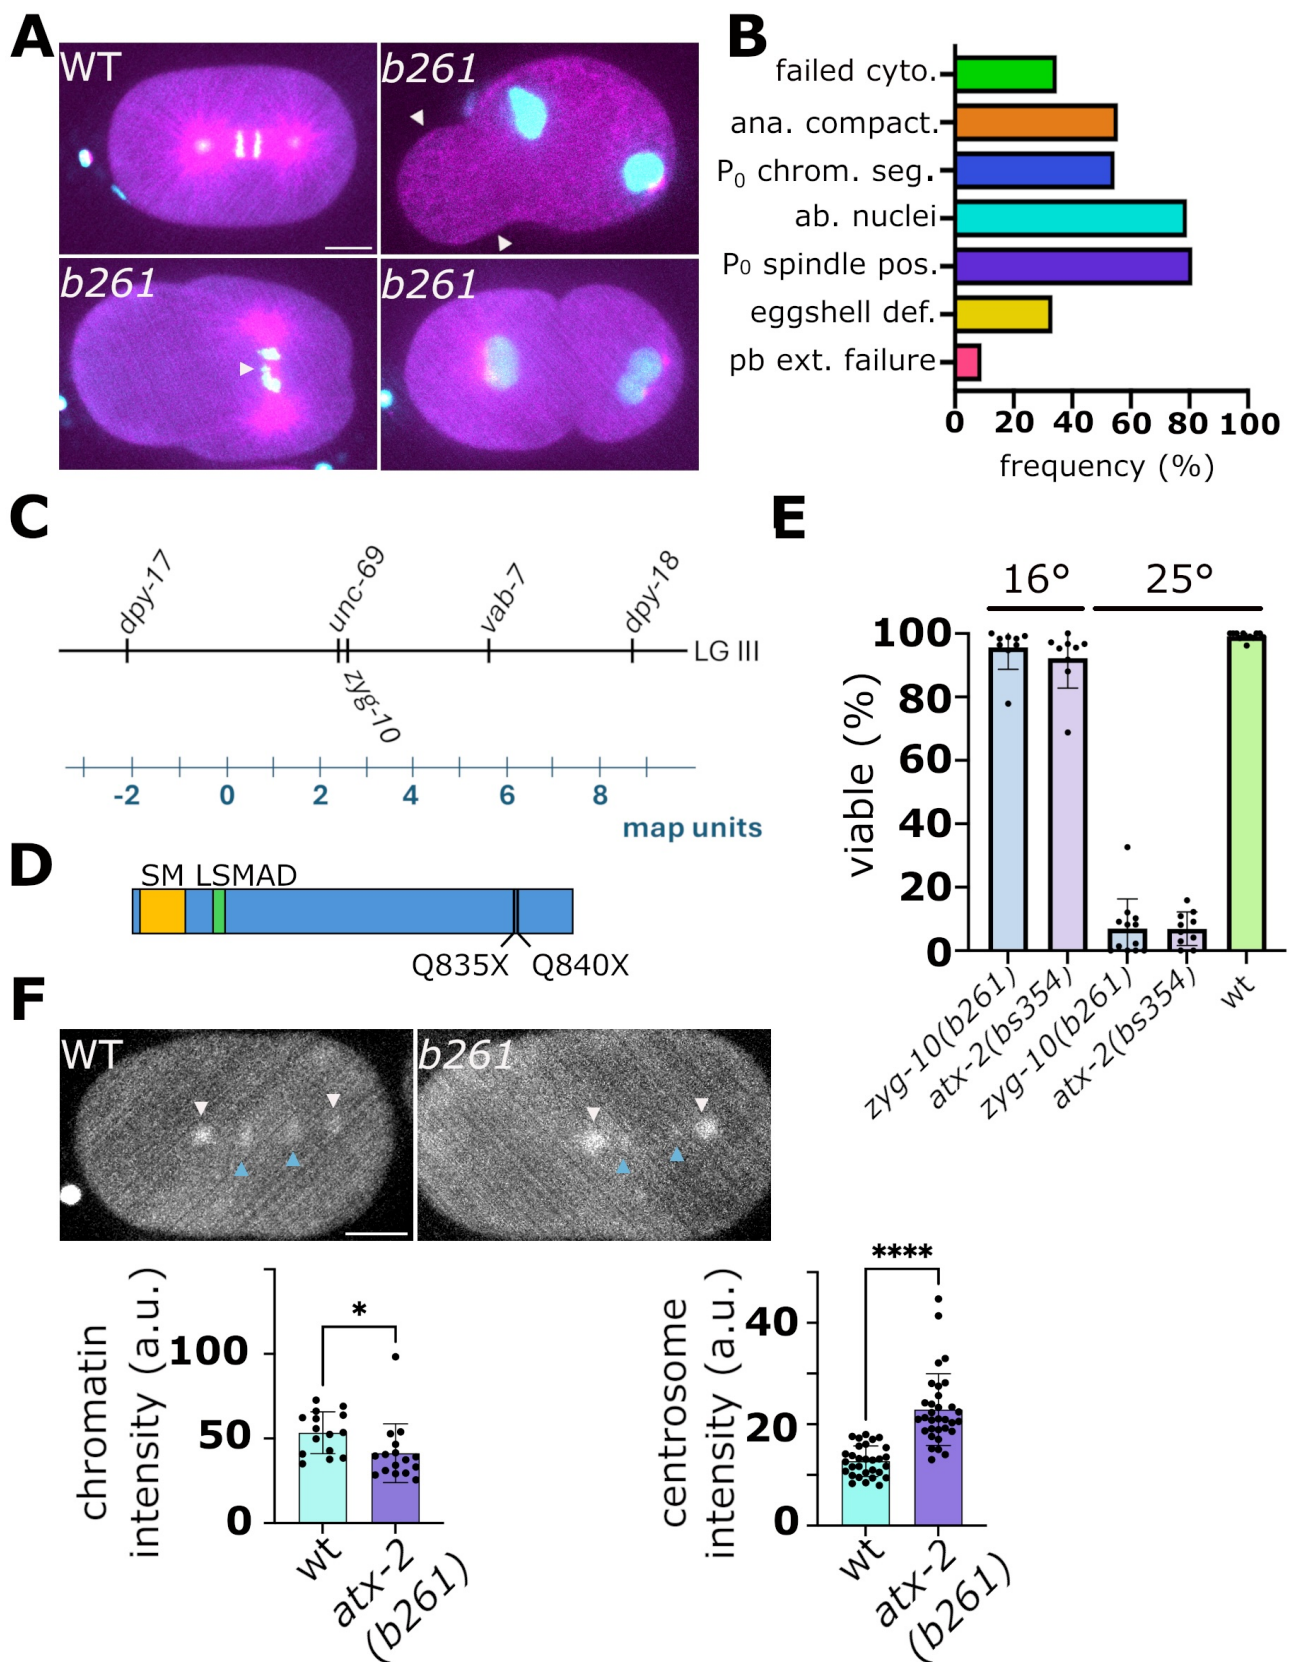 A
WT
b261
b261
b261
B
failed cyto.
ana. compact.
P0 chrom. seg.
ab. nuclei
P0 spindle pos.
eggshell def.
pb ext. failure
0 20 40 60 80 100
frequency (%)
C
dpy-17
unc-69
zyg-10
vab-7
dpy-18
LG III
-2 0 2 4 6 8
map units
D
SM LSMAD
Q835X Q840X
E
16° 25°
viable (%)
100
80
60
40
20
0
zyg-10(b261)
atx-2(bs354)
zyg-10(b261)
atx-2(bs354)
wt
F
WT
b261
chromatin
intensity (a.u.)
100
50
0
*
wt
atx-2
(b261)
centrosome
intensity (a.u.)
40
20
0
****
wt
atx-2
(b261)